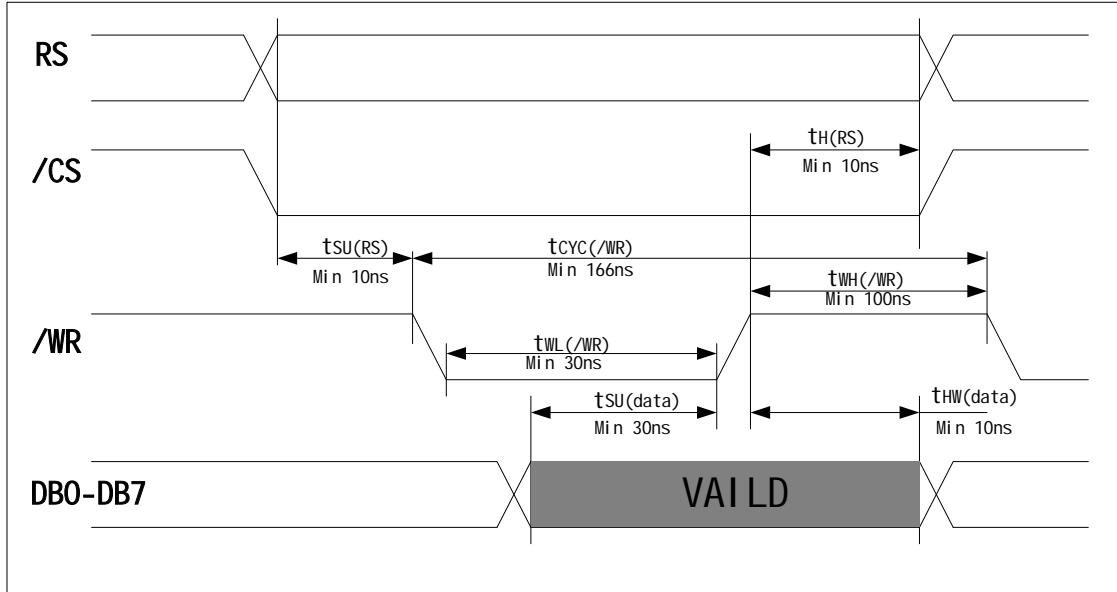 RS
tH(RS)
Min 10ns
/CS
tSU(RS)
Min 10ns
tCYC(/WR)
Min 166ns
tWH(/WR)
Min 100ns
/WR
tWL(/WR)
Min 30ns
tSU(data)
Min 30ns
tHW(data)
Min 10ns
DB0-DB7
VAILD